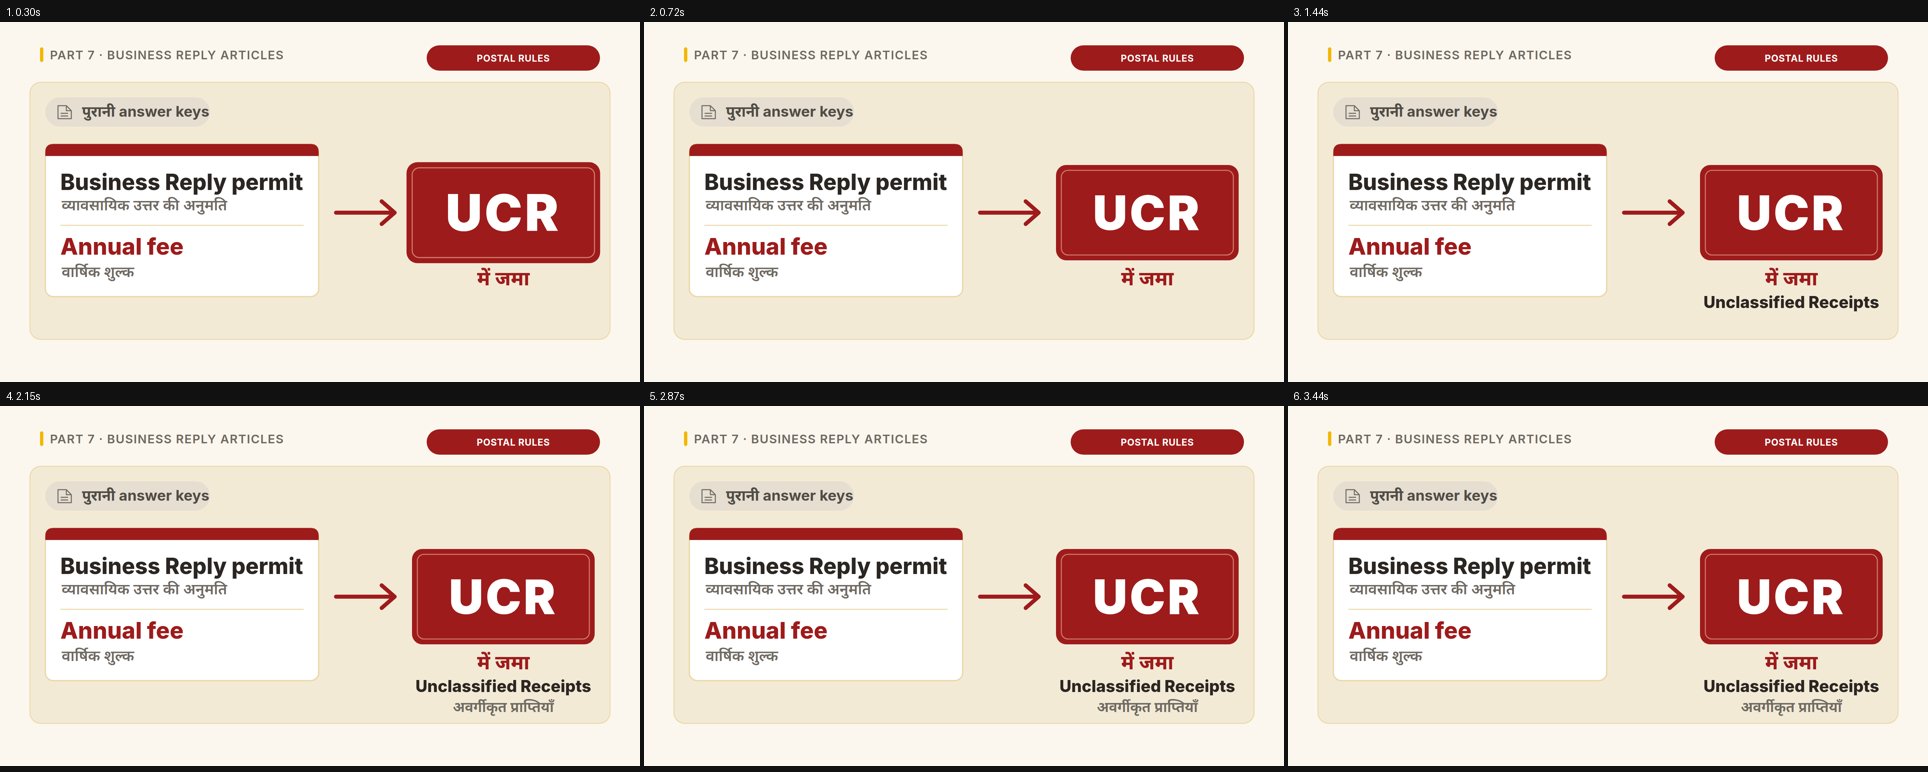 1. 0.30s
PART 7 · BUSINESS REPLY ARTICLES
POSTAL RULES
पुरानी answer keys
Business Reply permit
व्यावसायिक उत्तर की अनुमति
Annual fee
वार्षिक शुल्क
UCR
में जमा
2. 0.72s
PART 7 · BUSINESS REPLY ARTICLES
POSTAL RULES
पुरानी answer keys
Business Reply permit
व्यावसायिक उत्तर की अनुमति
Annual fee
वार्षिक शुल्क
UCR
में जमा
3. 1.44s
PART 7 · BUSINESS REPLY ARTICLES
POSTAL RULES
पुरानी answer keys
Business Reply permit
व्यावसायिक उत्तर की अनुमति
Annual fee
वार्षिक शुल्क
UCR
में जमा
Unclassified Receipts
4. 2.15s
PART 7 · BUSINESS REPLY ARTICLES
POSTAL RULES
पुरानी answer keys
Business Reply permit
व्यावसायिक उत्तर की अनुमति
Annual fee
वार्षिक शुल्क
UCR
में जमा
Unclassified Receipts
अवर्गीकृत प्राप्तियाँ
5. 2.87s
PART 7 · BUSINESS REPLY ARTICLES
POSTAL RULES
पुरानी answer keys
Business Reply permit
व्यावसायिक उत्तर की अनुमति
Annual fee
वार्षिक शुल्क
UCR
में जमा
Unclassified Receipts
अवर्गीकृत प्राप्तियाँ
6. 3.44s
PART 7 · BUSINESS REPLY ARTICLES
POSTAL RULES
पुरानी answer keys
Business Reply permit
व्यावसायिक उत्तर की अनुमति
Annual fee
वार्षिक शुल्क
UCR
में जमा
Unclassified Receipts
अवर्गीकृत प्राप्तियाँ